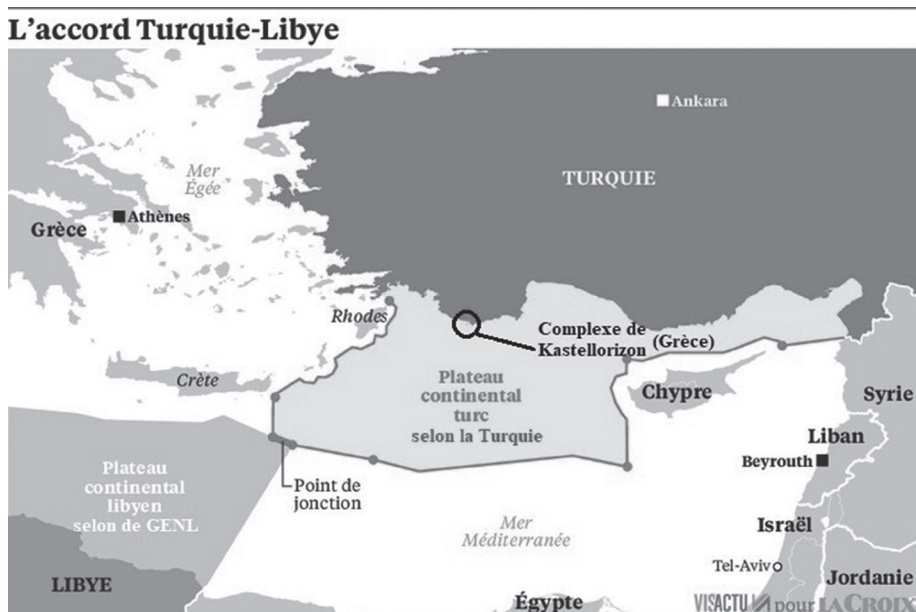 L'accord Turquie-Libye
Ankara
Mer
Égée
TURQUIE
Grèce
Athènes
Rhodes
Complexe de
Kastellorizon (Grèce)
Crète
Plateau
continental
turc
selon la Turquie
Chypre
Syrie
Liban
Beyrouth
Plateau
continental
libyen
selon de GENL
Point de
jonction
Mer
Méditerranée
Israël
Tel-Aviv
Jordanie
LIBYE
Égypte
VISACTU pour LACROIX